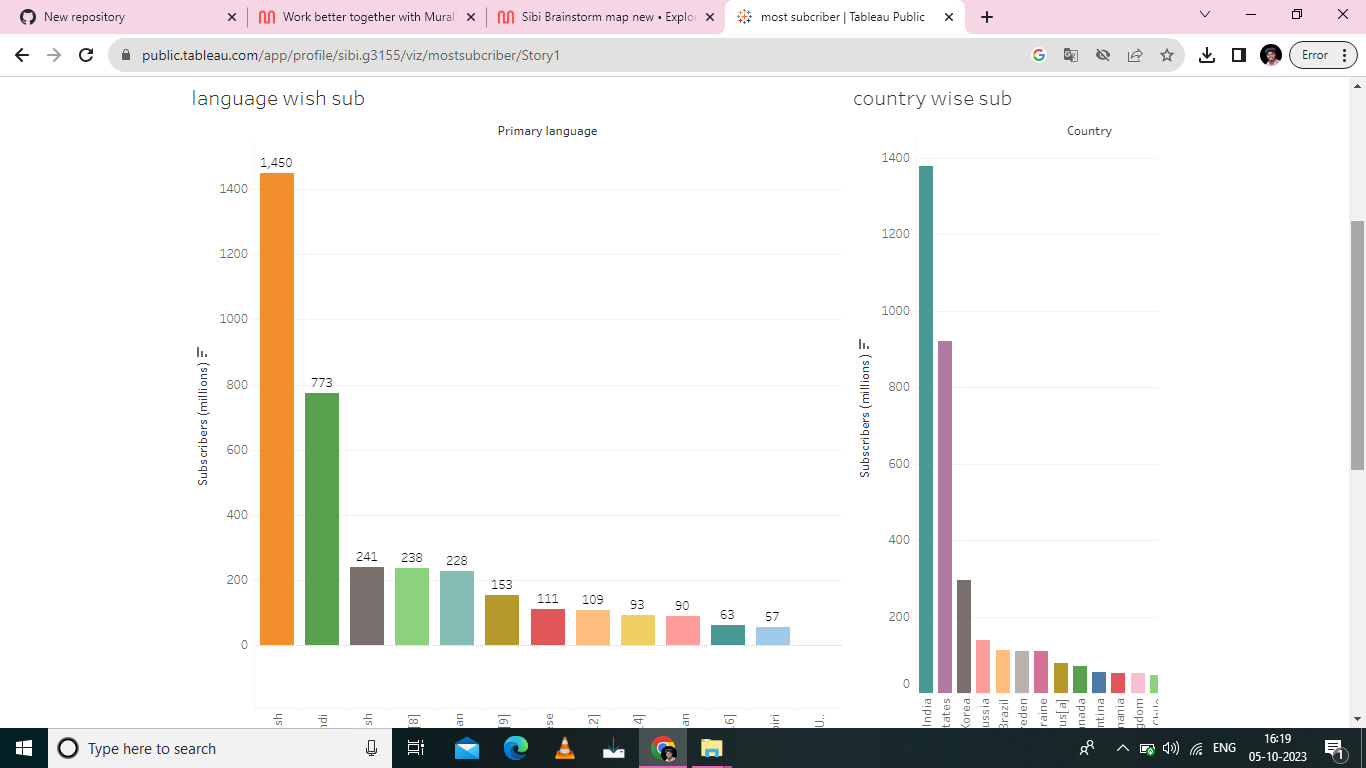 New repository
Work better together with Mural
Sibi Brainstorm map new • Explo
most subcriber | Tableau Public
public.tableau.com/app/profile/sibi.g3155/viz/mostsubcriber/Story1
Error
language wish sub
Primary language
1,450
1400
1200
1000
800
600
400
200
0
773
241
238
228
153
111
109
93
90
63
57
Subscribers (millions)
sh
ndi
sh
[8]
an
[9]
ese
.2]
4]
an
.6]
U..
country wise sub
Country
1400
1200
1000
800
600
400
200
0
Subscribers (millions)
India
tates
Korea
ussia
Brazil
eden
raine
us[a]
nada
ntina
nania
gdom
Chile
Type here to search
ENG
16:19
05-10-2023
1